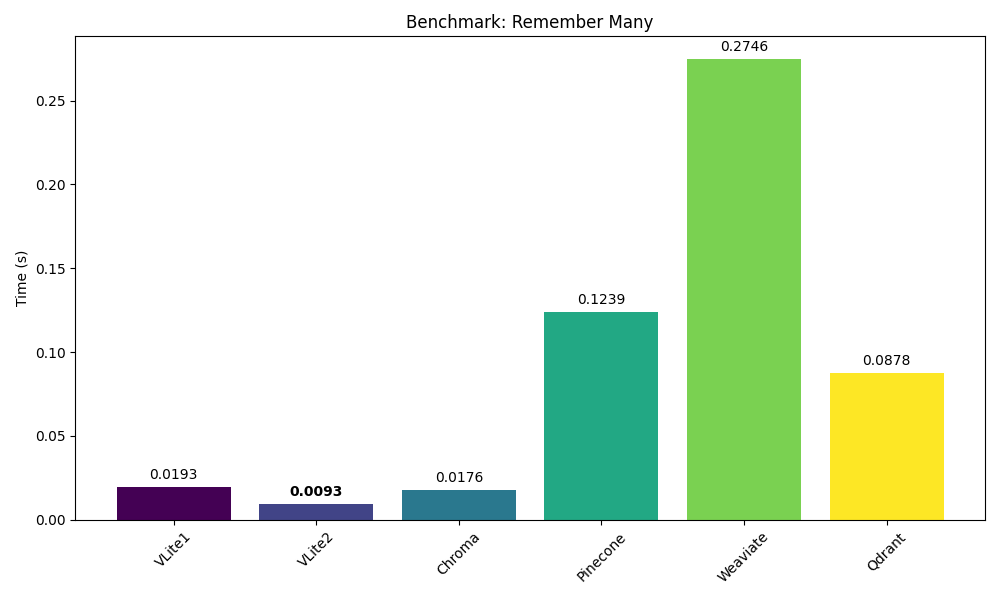 Benchmark: Remember Many
Time (s)
0.25
0.20
0.15
0.10
0.05
0.00
0.0193
0.0093
0.0176
0.1239
0.2746
0.0878
VLite1
VLite2
Chroma
Pinecone
Weaviate
Qdrant